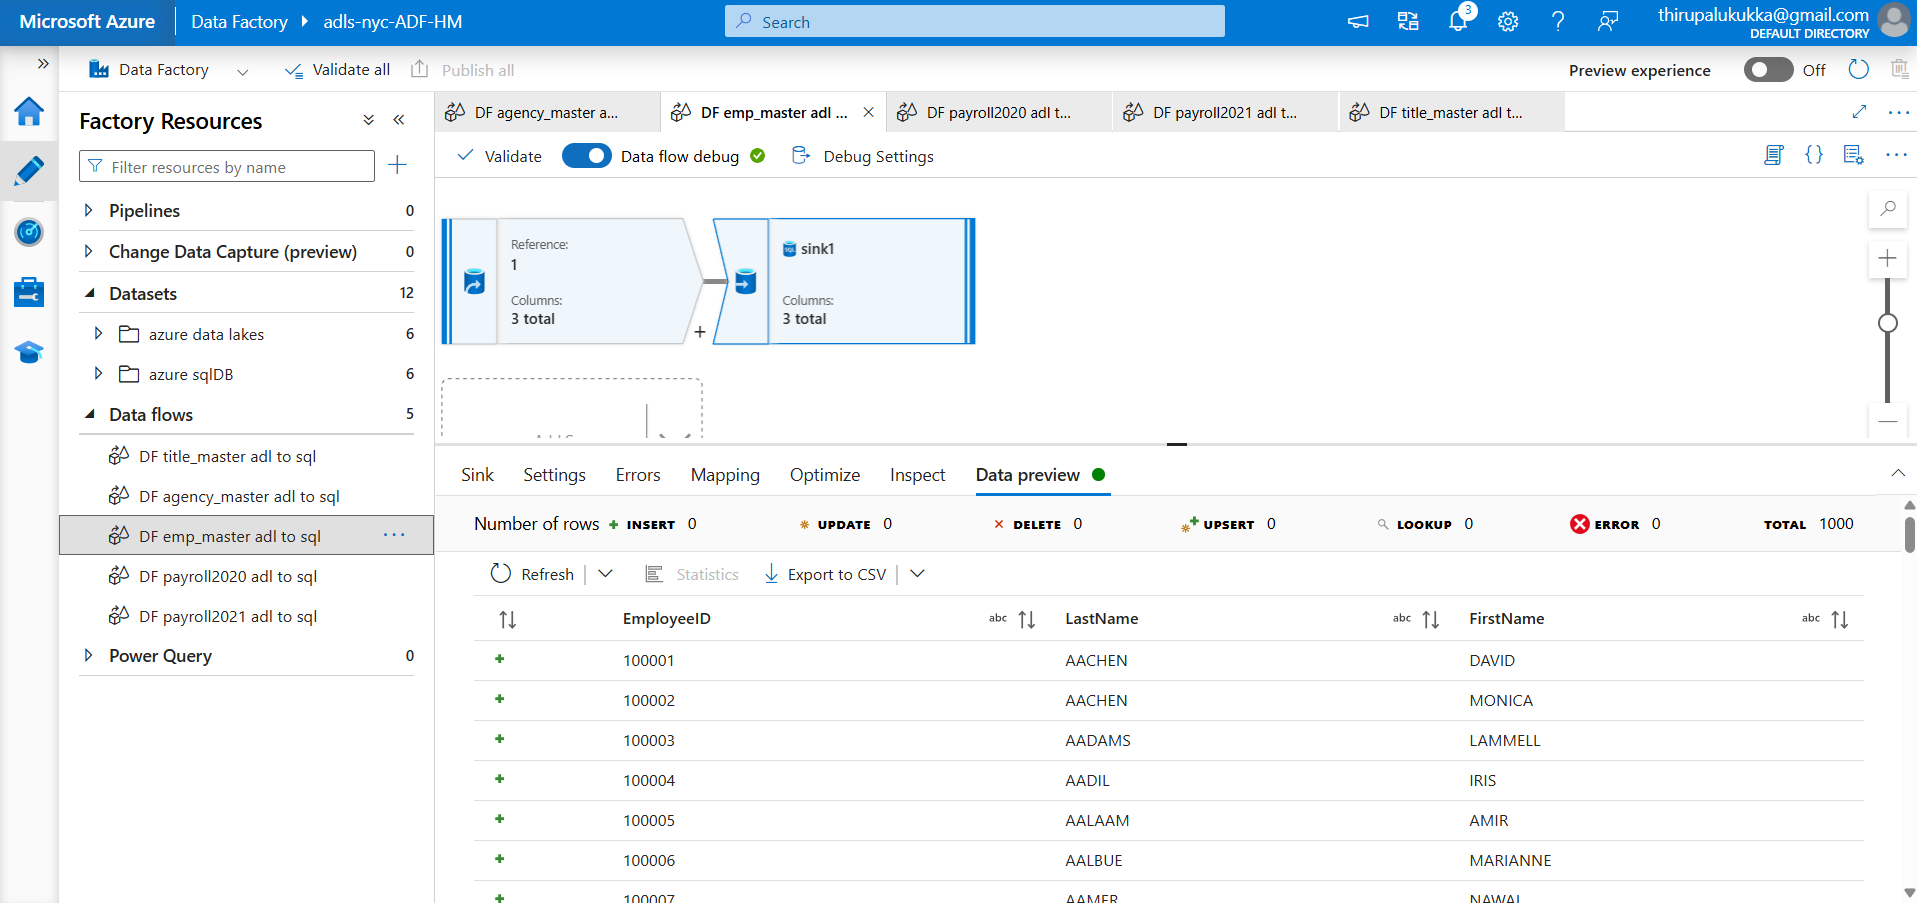 Microsoft Azure
Data Factory
adls-nyc-ADF-HM
Search
3
thirupalukukka@gmail.com
DEFAULT DIRECTORY
Data Factory
Validate all
Publish all
Preview experience
Off
Factory Resources
Filter resources by name
Pipelines 0
Change Data Capture (preview) 0
Datasets 12
azure data lakes 6
azure sqlDB 6
Data flows 5
DF title_master adl to sql
DF agency_master adl to sql
DF emp_master adl to sql
DF payroll2020 adl to sql
DF payroll2021 adl to sql
Power Query 0
DF agency_master a...
DF emp_master adl ...
DF payroll2020 adl t...
DF payroll2021 adl t...
DF title_master adl t...
Validate
Data flow debug
Debug Settings
Reference:
1
Columns:
3 total
SQL sink1
Columns:
3 total
Sink Settings Errors Mapping Optimize Inspect Data preview
Number of rows INSERT 0 UPDATE 0 DELETE 0 UPSERT 0 LOOKUP 0 ERROR 0 TOTAL 1000
Refresh Statistics Export to CSV
EmployeeID abc LastName abc FirstName abc
100001 AACHEN DAVID
100002 AACHEN MONICA
100003 AADAMS LAMMELL
100004 AADIL IRIS
100005 AALAAM AMIR
100006 AALBUE MARIANNE
100007 AAMER NAWAL